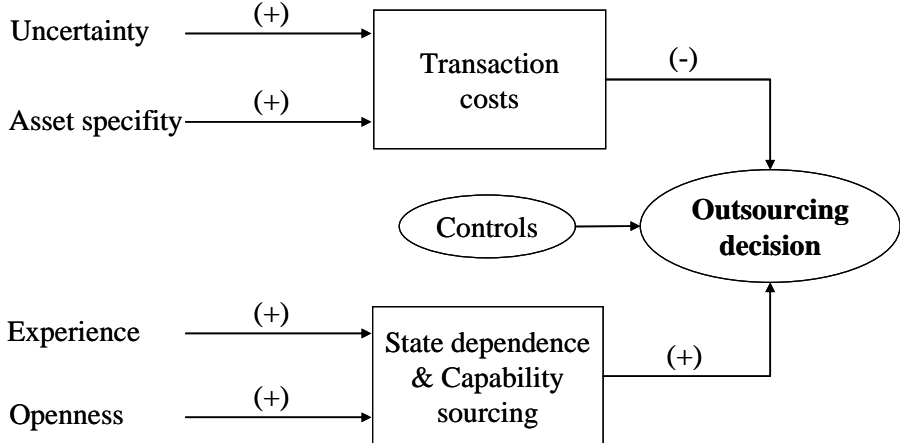 Uncertainty
(+)
Asset specifity
(+)
Transaction
costs
(-)
Controls
Outsourcing
decision
Experience
(+)
Openness
(+)
State dependence
& Capability
sourcing
(+)